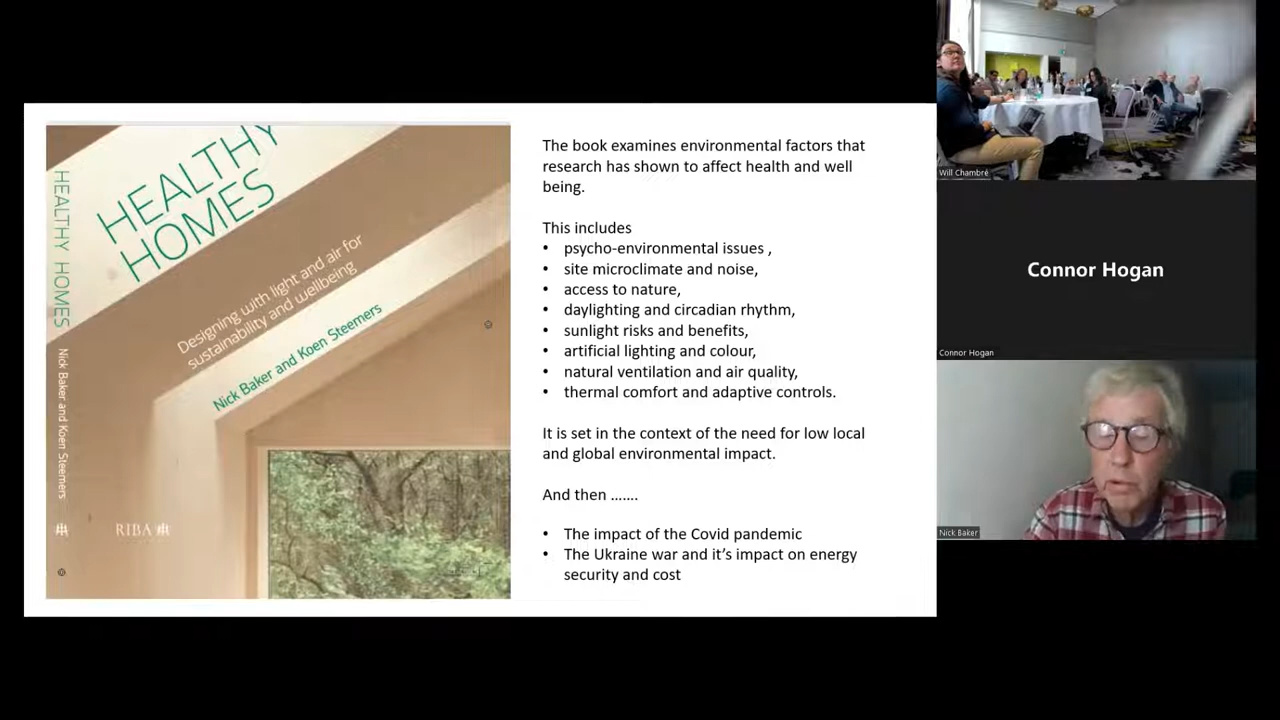 HEALTHY HOMES
Nick Baker and Koen Steemers
HEALTHY
HOMES
Designing with light and air for
sustainability and wellbeing
Nick Baker and Koen Steemers
RIBA
The book examines environmental factors that
research has shown to affect health and well
being.
This includes
• psycho-environmental issues ,
• site microclimate and noise,
• access to nature,
• daylighting and circadian rhythm,
• sunlight risks and benefits,
• artificial lighting and colour,
• natural ventilation and air quality,
• thermal comfort and adaptive controls.
It is set in the context of the need for low local
and global environmental impact.
And then …….
• The impact of the Covid pandemic
• The Ukraine war and it’s impact on energy
security and cost
Will Chambré
Connor Hogan
Connor Hogan
Nick Baker